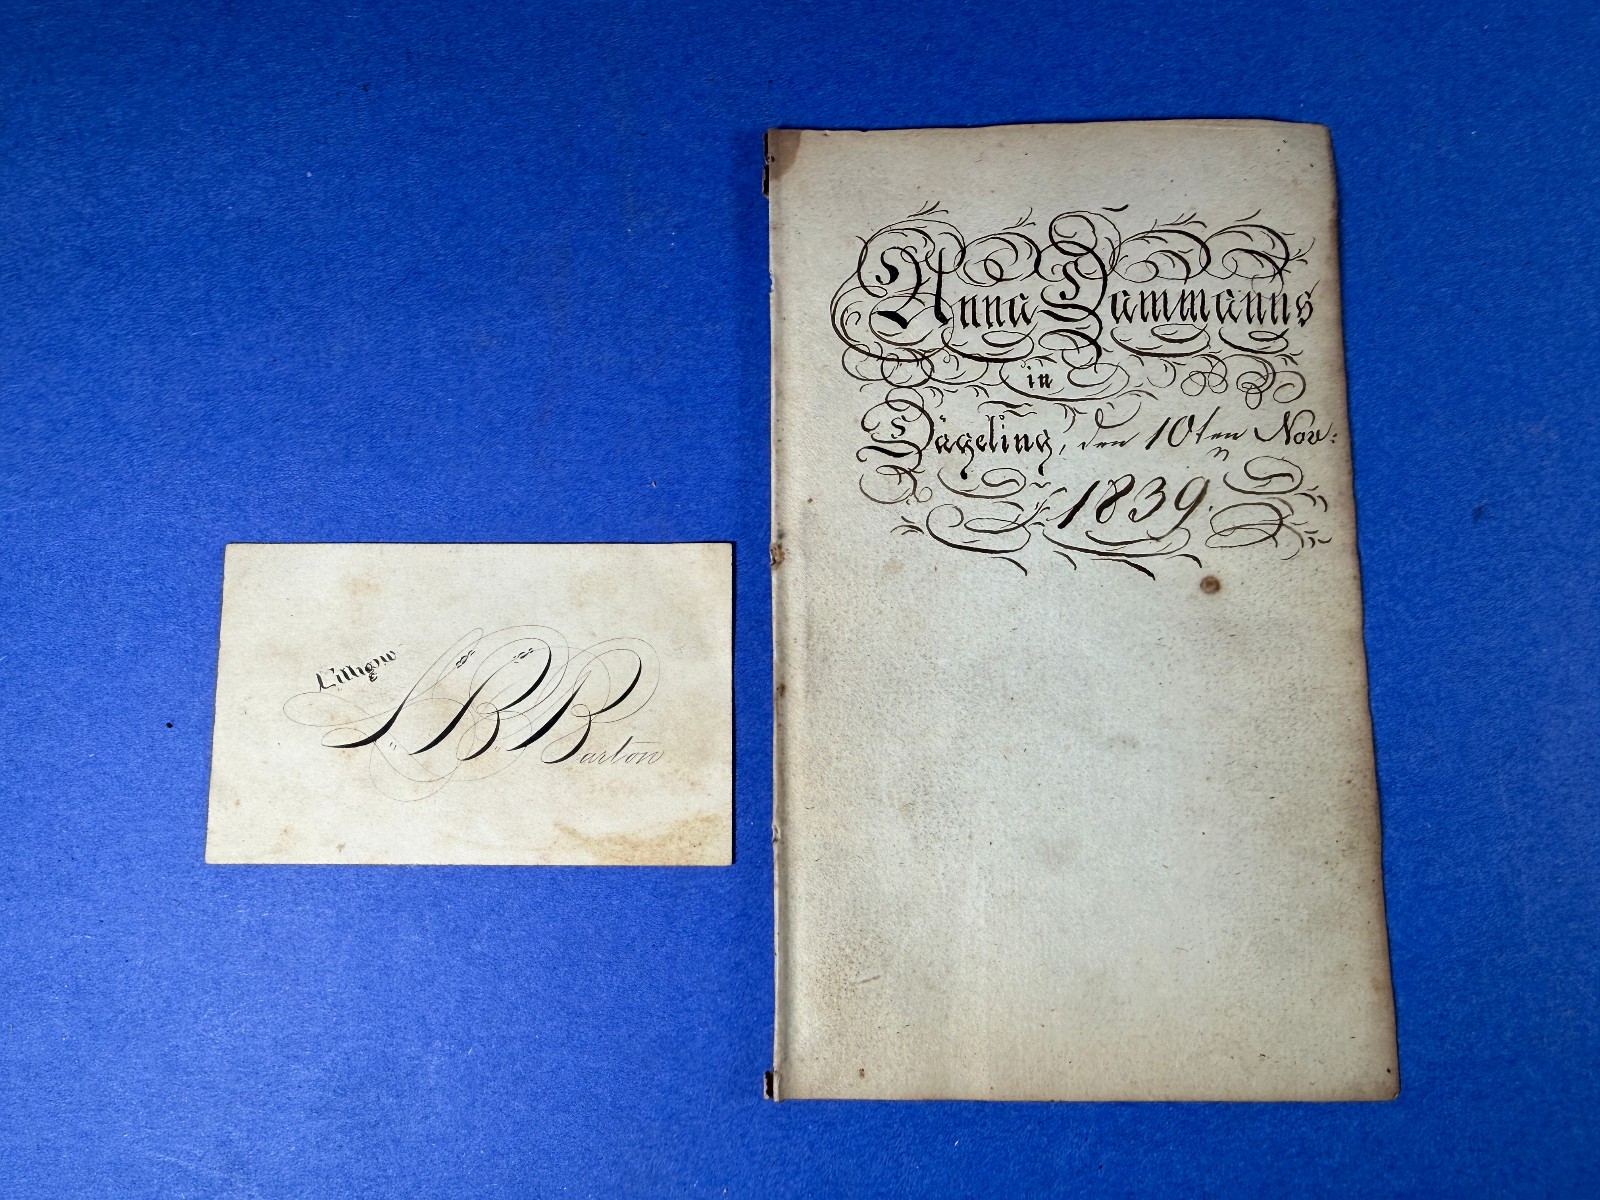 Lithgow
S. B. Barton
Anna Dammanns
in
Dägeling, den 10ten Nov:
1839.